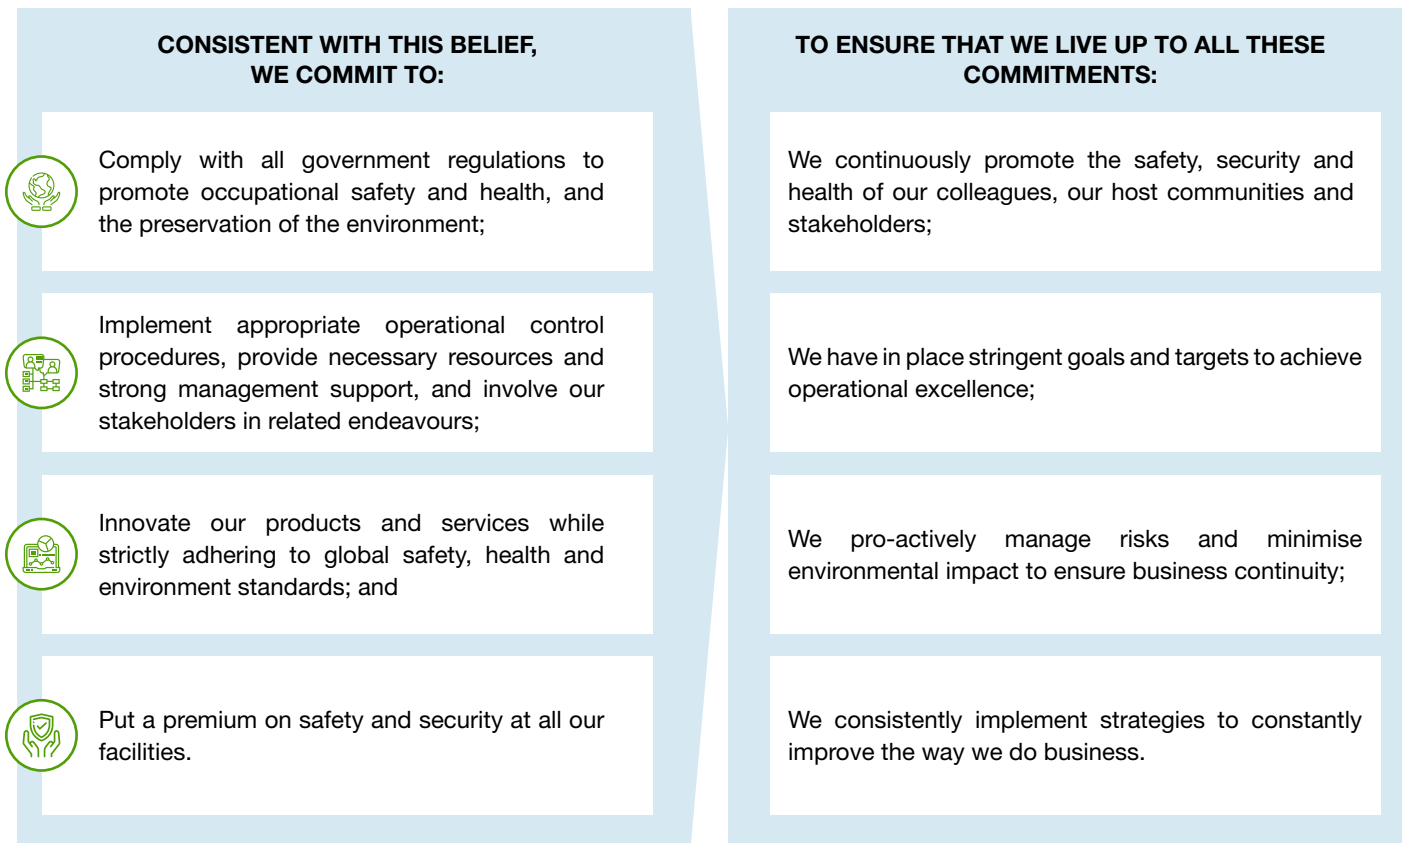 CONSISTENT WITH THIS BELIEF,
WE COMMIT TO:
Comply with all government regulations to
promote occupational safety and health, and
the preservation of the environment;
Implement appropriate operational control
procedures, provide necessary resources and
strong management support, and involve our
stakeholders in related endeavours;
Innovate our products and services while
strictly adhering to global safety, health and
environment standards; and
Put a premium on safety and security at all our
facilities.
TO ENSURE THAT WE LIVE UP TO ALL THESE
COMMITMENTS:
We continuously promote the safety, security and
health of our colleagues, our host communities and
stakeholders;
We have in place stringent goals and targets to achieve
operational excellence;
We pro-actively manage risks and minimise
environmental impact to ensure business continuity;
We consistently implement strategies to constantly
improve the way we do business.